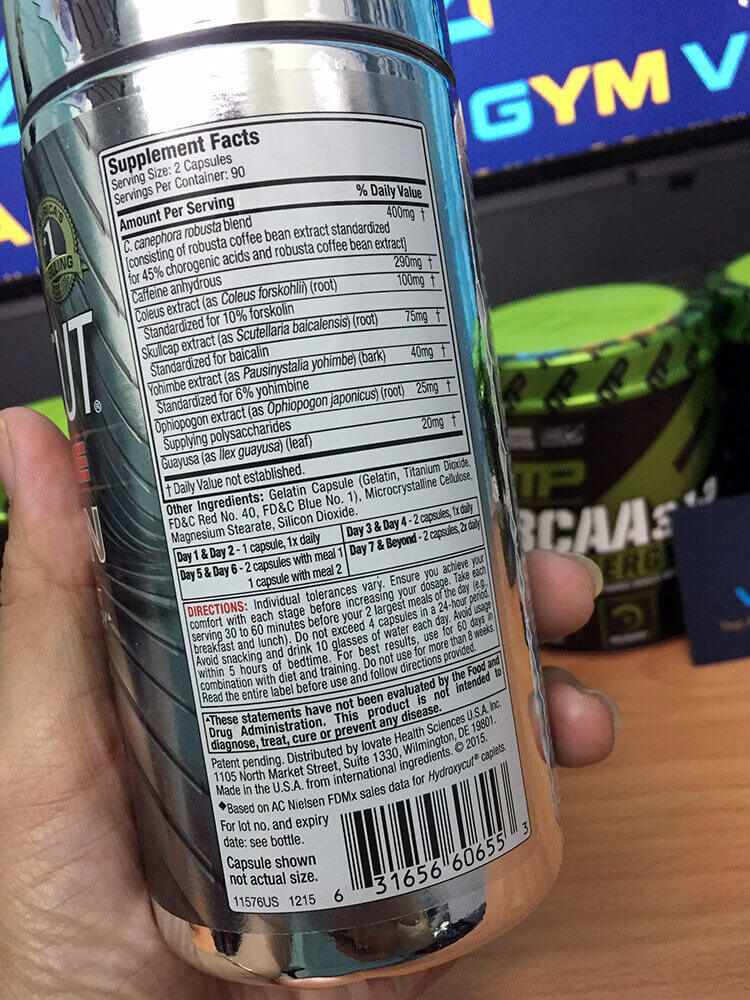 GYM V
#1
UT®
Supplement Facts
Serving Size: 2 Capsules
Servings Per Container: 90
Amount Per Serving % Daily Value
C. canephora robusta blend 400mg †
[consisting of robusta coffee bean extract standardized
for 45% chorogenic acids and robusta coffee bean extract]
Caffeine anhydrous 290mg †
Coleus extract (as Coleus forskohlii) (root) 100mg †
Standardized for 10% forskolin
Skullcap extract (as Scutellaria baicalensis) (root) 75mg †
Standardized for baicalin
Yohimbe extract (as Pausinystalia yohimbe) (bark) 40mg †
Standardized for 6% yohimbine
Ophiopogon extract (as Ophiopogon japonicus) (root) 25mg †
Supplying polysaccharides
Guayusa (as Ilex guayusa) (leaf) 20mg †
† Daily Value not established.
Other Ingredients: Gelatin Capsule (Gelatin, Titanium Dioxide,
FD&C Red No. 40, FD&C Blue No. 1), Microcrystalline Cellulose,
Magnesium Stearate, Silicon Dioxide.
Day 1 & Day 2 - 1 capsule, 1x daily
Day 3 & Day 4 - 2 capsules, 1x daily
Day 5 & Day 6 - 2 capsules with meal 1
1 capsule with meal 2
Day 7 & Beyond - 2 capsules, 2x daily
DIRECTIONS: Individual tolerances vary. Ensure you achieve your
comfort with each stage before increasing your dosage. Take each
serving 30 to 60 minutes before your 2 largest meals of the day (e.g.,
breakfast and lunch). Do not exceed 4 capsules in a 24-hour period.
Avoid snacking and drink 10 glasses of water each day. Avoid usage
within 5 hours of bedtime. For best results, use for 60 days in
combination with diet and training. Do not use for more than 8 weeks.
Read the entire label before use and follow directions provided.
^These statements have not been evaluated by the Food and
Drug Administration. This product is not intended to
diagnose, treat, cure or prevent any disease.
Patent pending. Distributed by Iovate Health Sciences U.S.A. Inc.
1105 North Market Street, Suite 1330, Wilmington, DE 19801.
Made in the U.S.A. from international ingredients. © 2015.
◆Based on AC Nielsen FDMx sales data for Hydroxycut® caplets.
For lot no. and expiry
date: see bottle.
Capsule shown
not actual size.
11576US 1215
6 31656 60655 3
BCAAs